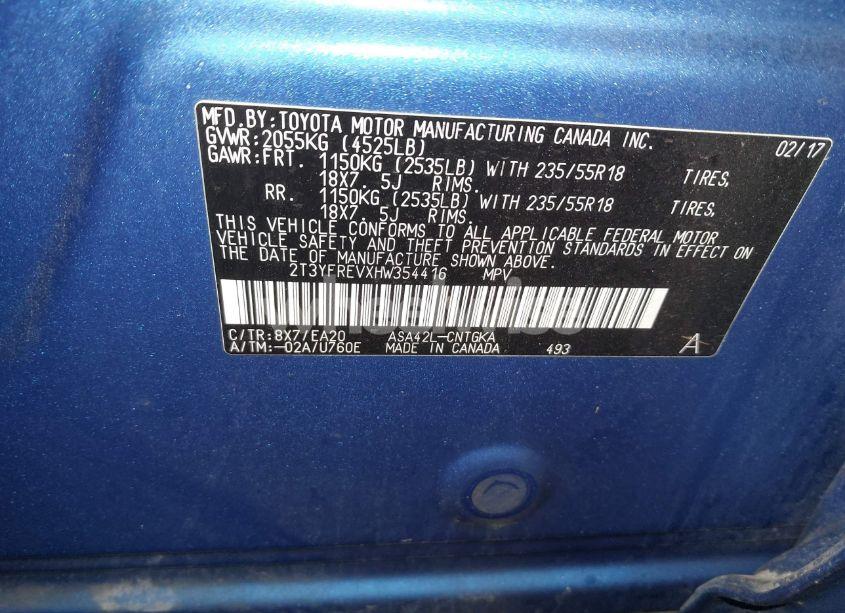 MFD.BY:TOYOTA MOTOR MANUFACTURING CANADA INC. 02/17
GVWR:2055KG (4525LB)
GAWR:FRT. 1150KG (2535LB) WITH 235/55R18 TIRES,
18X7 5J RIMS.
RR. 1150KG (2535LB) WITH 235/55R18 TIRES,
18X7 5J RIMS.
THIS VEHICLE CONFORMS TO ALL APPLICABLE FEDERAL MOTOR
VEHICLE SAFETY AND THEFT PREVENTION STANDARDS IN EFFECT ON
THE DATE OF MANUFACTURE SHOWN ABOVE.
2T3YFREVXHW354416 MPV
C/TR:8X7/EA20 ASA42L-CNTGKA
A/TM:-02A/U760E MADE IN CANADA 493 A